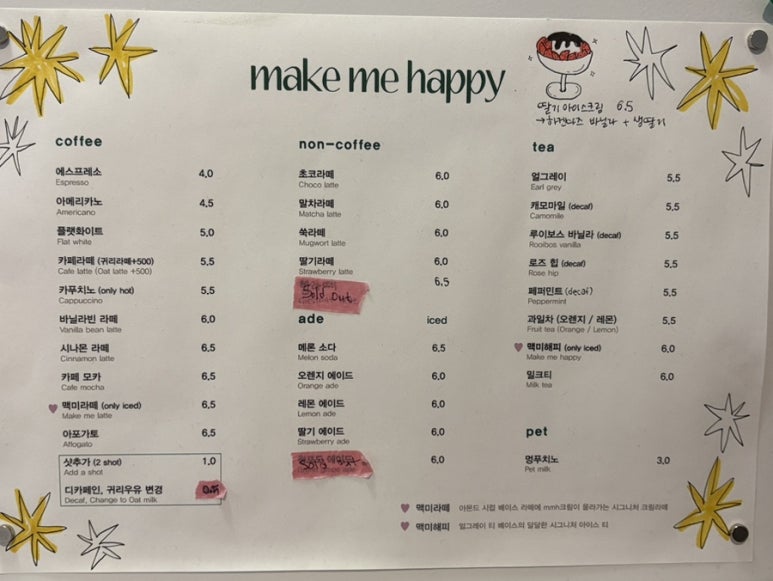 make me happy
딸기 아이스크림 6.5
→하겐다즈 바닐라 + 생딸기
coffee
에스프레소 4.0
Espresso
아메리카노 4.5
Americano
플랫화이트 5.0
Flat white
카페라떼 (귀리라떼+500) 5.5
Cafe latte (Oat latte +500)
카푸치노 (only hot) 5.5
Cappuccino
바닐라빈 라떼 6.0
Vanilla bean latte
시나몬 라떼 6.5
Cinnamon latte
카페 모카 6.5
Cafe mocha
맥미라떼 (only iced) 6.5
Make me latte
아포가토 6.5
Affogato
샷추가 (2 shot) 1.0
Add a shot
디카페인, 귀리우유 변경 0.5
Decaf, Change to Oat milk
non-coffee
초코라떼 6.0
Choco latte
말차라떼 6.0
Matcha latte
쑥라떼 6.0
Mugwort latte
딸기라떼 6.0
Strawberry latte
6.5
Sold out
ade iced
메론 소다 6.5
Melon soda
오렌지 에이드 6.0
Orange ade
레몬 에이드 6.0
Lemon ade
딸기 에이드 6.0
Strawberry ade
Sold out 6.0
tea
얼그레이 5.5
Earl grey
캐모마일 (decaf) 5.5
Camomile
루이보스 바닐라 (decaf) 5.5
Rooibos vanilla
로즈 힙 (decaf) 5.5
Rose hip
페퍼민트 (decaf) 5.5
Peppermint
과일차 (오렌지 / 레몬) 5.5
Fruit tea (Orange / Lemon)
맥미해피 (only iced) 6.0
Make me happy
밀크티 6.0
Milk tea
pet
멍푸치노 3.0
Pet milk
맥미라떼 아몬드 시럽 베이스 라떼에 mmh크림이 올라가는 시그니처 크림라떼
맥미해피 얼그레이 티 베이스의 달달한 시그니처 아이스 티